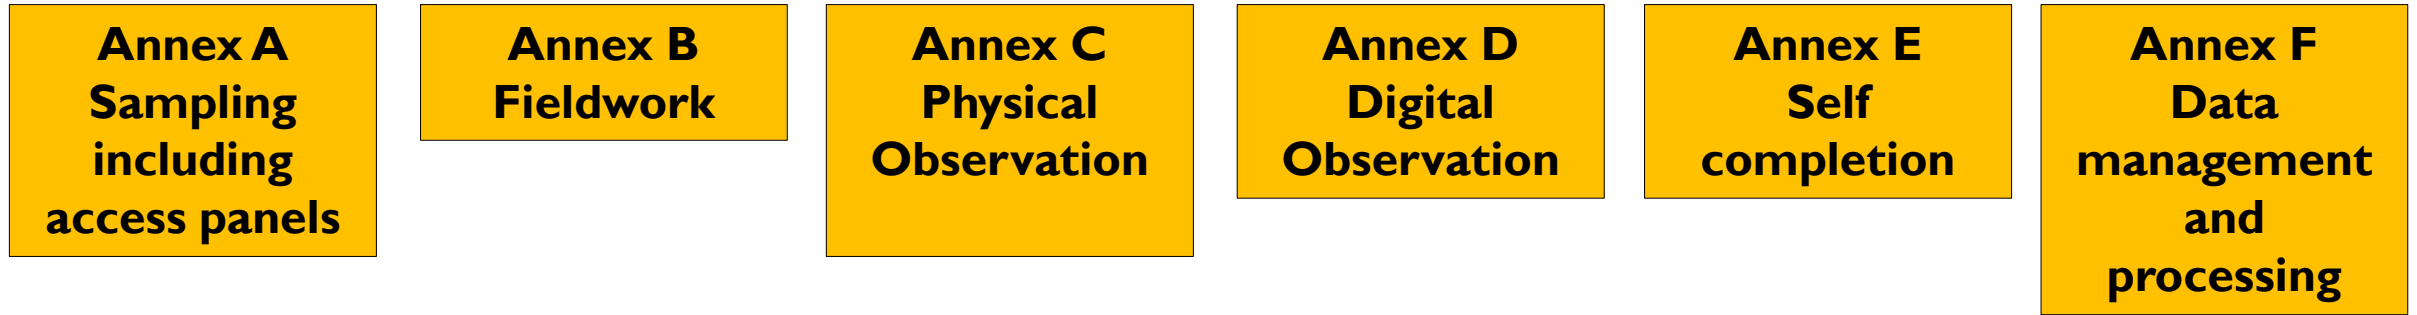 Annex A
Sampling
including
access panels
Annex B
Fieldwork
Annex C
Physical
Observation
Annex D
Digital
Observation
Annex E
Self
completion
Annex F
Data
management
and
processing